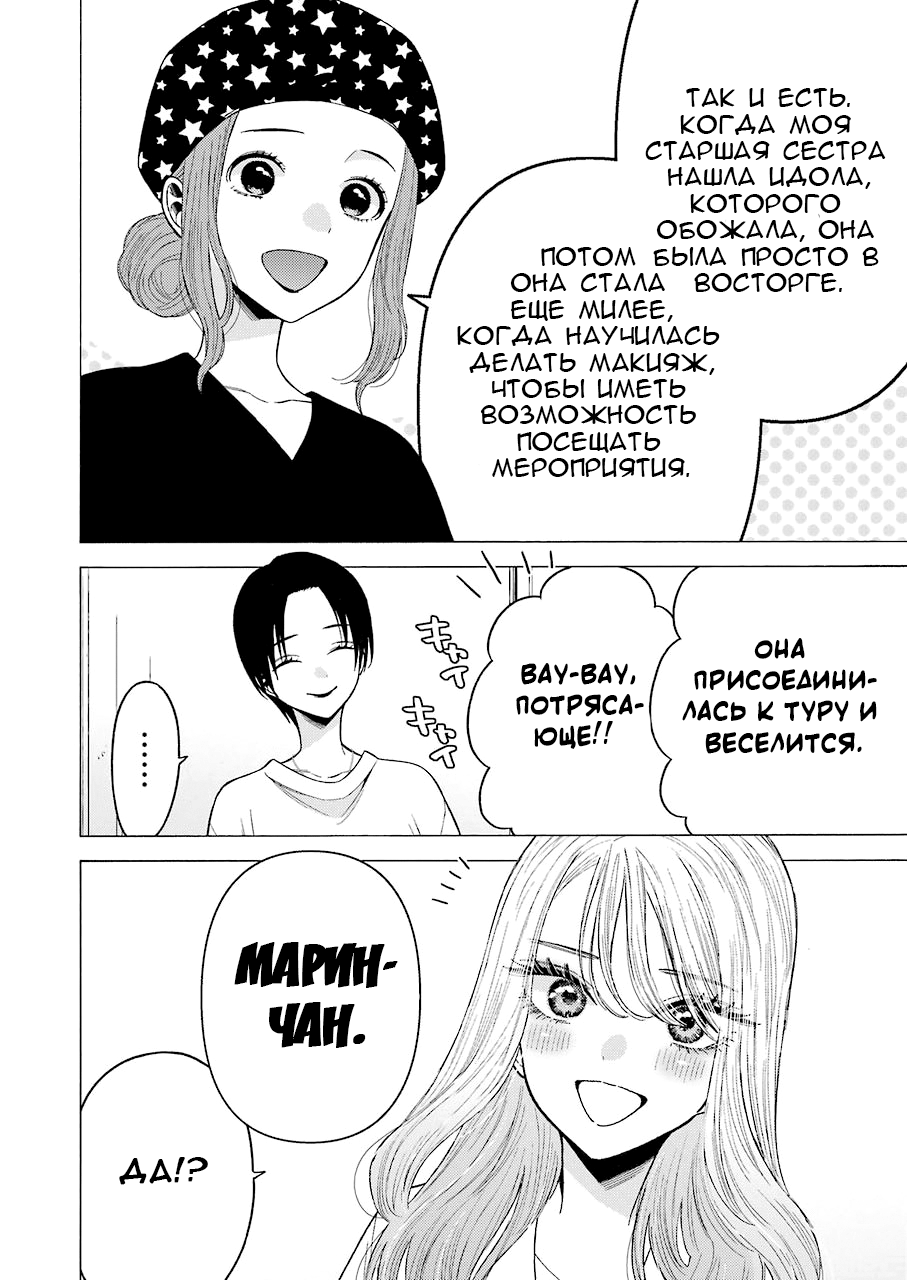 ТАК И ЕСТЬ.
КОГДА МОЯ
СТАРШАЯ СЕСТРА
НАШЛА ИДОЛА,
КОТОРОГО
ОБОЖАЛА, ОНА
БЫЛА ПРОСТО В
ВОСТОРГЕ.
ПОТОМ
ОНА СТАЛА
ЕЩЕ МИЛЕЕ,
КОГДА НАУЧИЛАСЬ
ДЕЛАТЬ МАКИЯЖ,
ЧТОБЫ ИМЕТЬ
ВОЗМОЖНОСТЬ
ПОСЕЩАТЬ
МЕРОПРИЯТИЯ.
ОНА
ПРИСОЕДИНИ-
ЛАСЬ К ТУРУ И
ВЕСЕЛИТСЯ.
ВАУ-ВАУ,
ПОТРЯСА-
ЮЩЕ!!
キャイ
キャイ
......
МАРИН-
ЧАН.
ДА!?